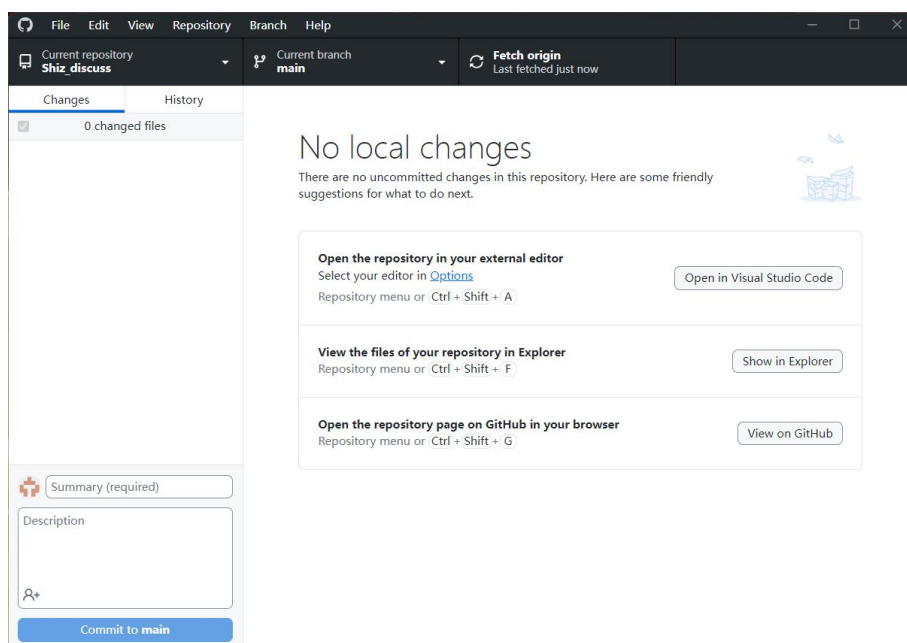 File Edit View Repository Branch Help
Current repository
Shiz_discuss
Current branch
main
Fetch origin
Last fetched just now
Changes History
0 changed files
No local changes
There are no uncommitted changes in this repository. Here are some friendly
suggestions for what to do next.
Open the repository in your external editor
Select your editor in Options
Repository menu or Ctrl + Shift + A
Open in Visual Studio Code
View the files of your repository in Explorer
Repository menu or Ctrl + Shift + F
Show in Explorer
Open the repository page on GitHub in your browser
Repository menu or Ctrl + Shift + G
View on GitHub
Summary (required)
Description
Commit to main